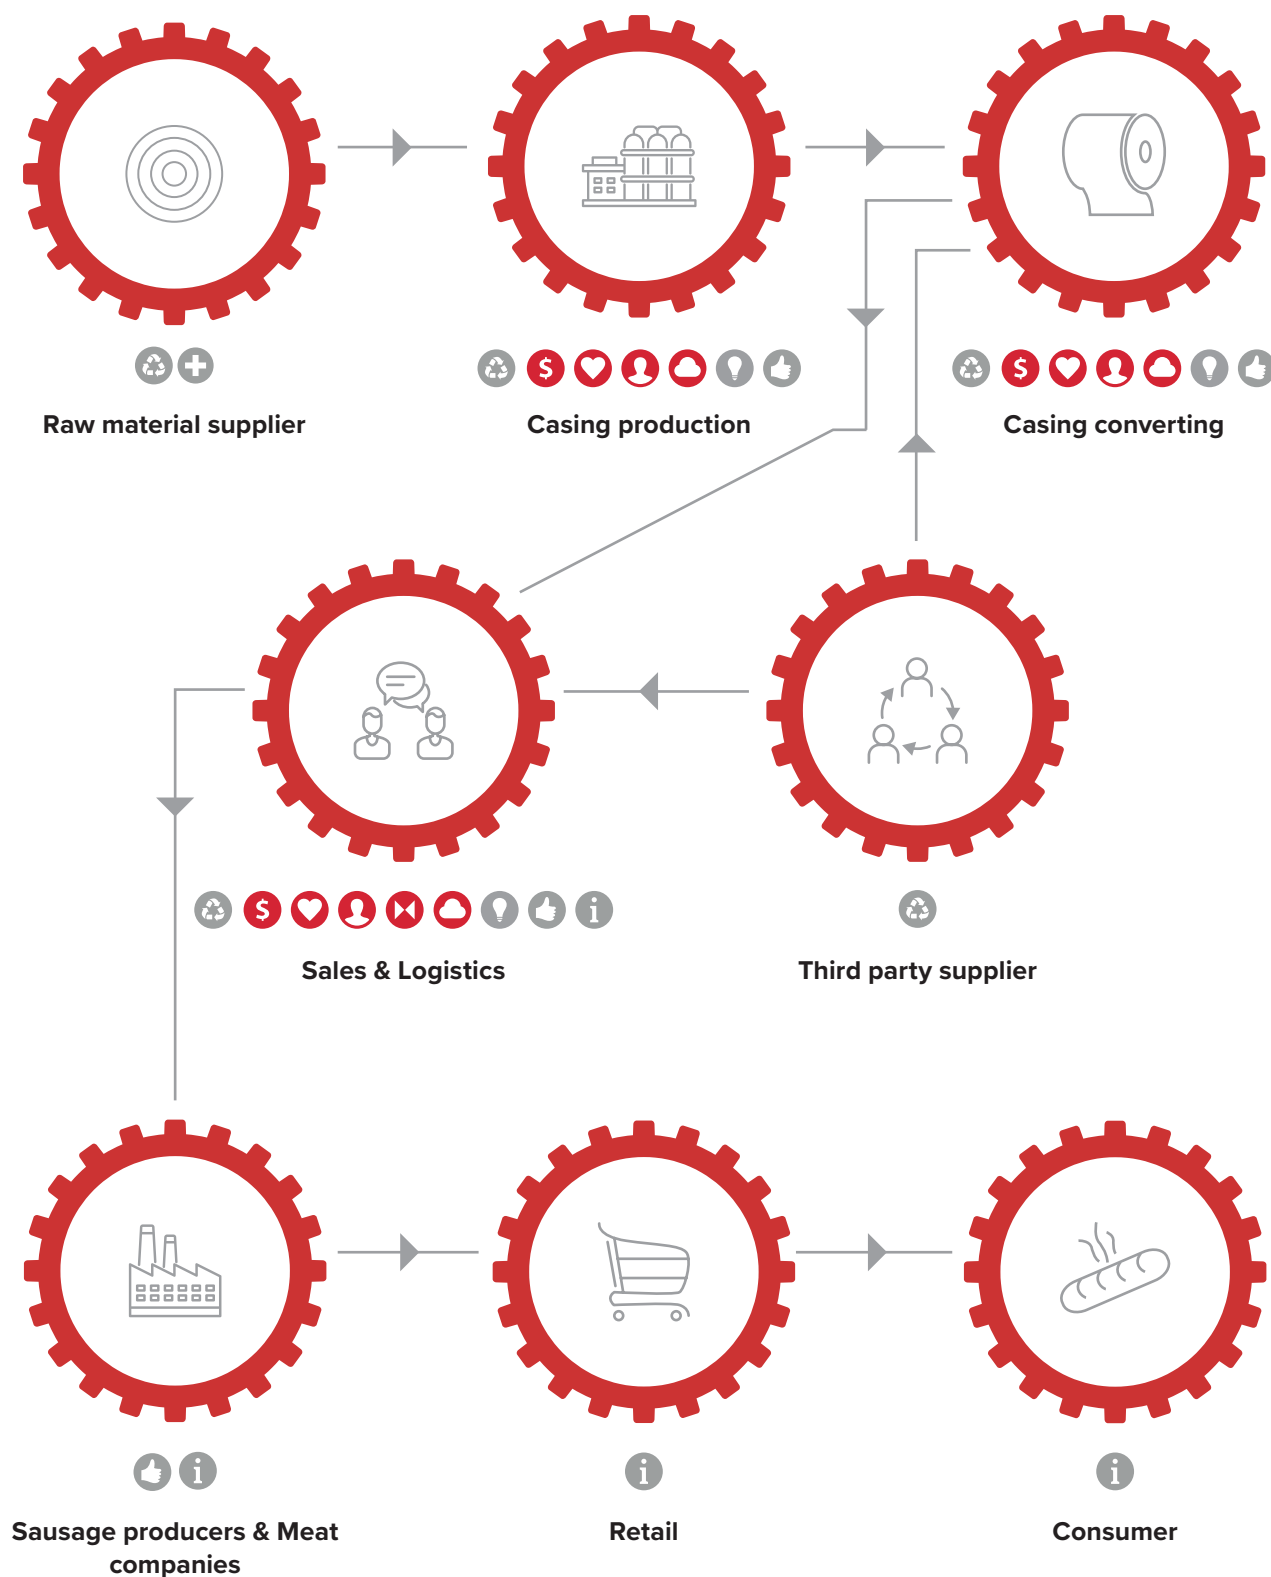 Raw material supplier
Casing production
Casing converting
Sales & Logistics
Third party supplier
Sausage producers & Meat
companies
Retail
Consumer